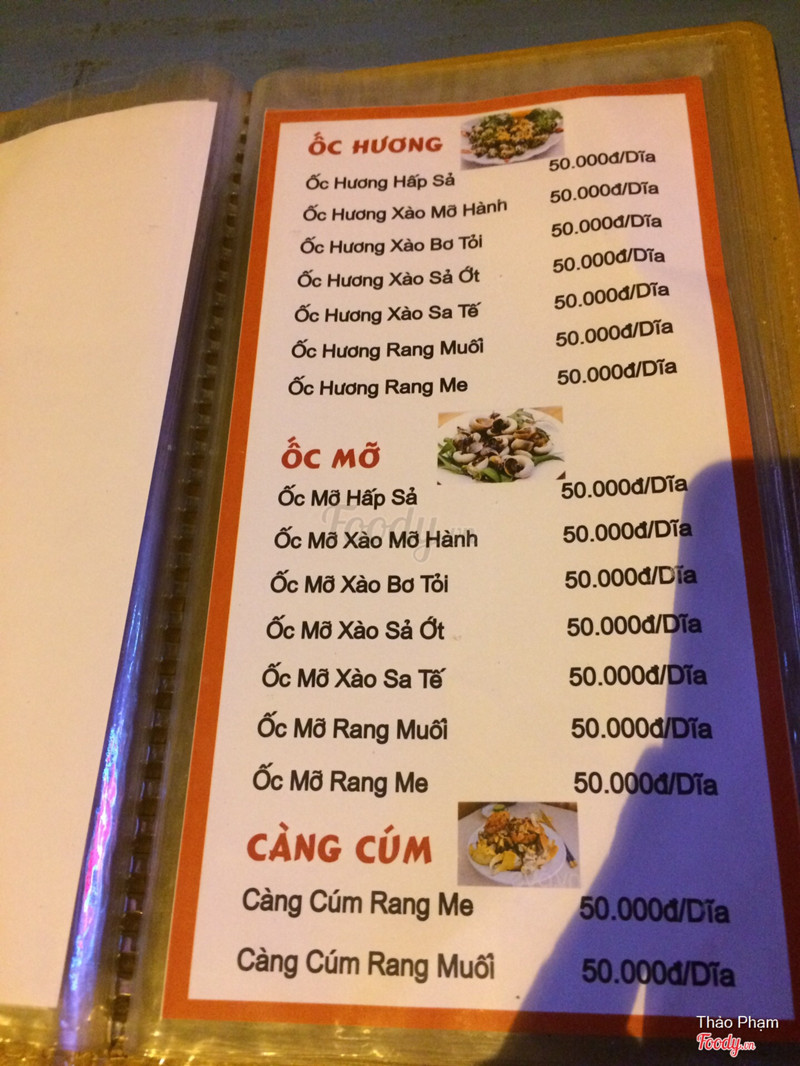 ỐC HƯƠNG
Ốc Hương Hấp Sả 50.000đ/Dĩa
Ốc Hương Xào Mỡ Hành 50.000đ/Dĩa
Ốc Hương Xào Bơ Tỏi 50.000đ/Dĩa
Ốc Hương Xào Sả Ớt 50.000đ/Dĩa
Ốc Hương Xào Sa Tế 50.000đ/Dĩa
Ốc Hương Rang Muối 50.000đ/Dĩa
Ốc Hương Rang Me 50.000đ/Dĩa
ỐC MỠ
Ốc Mỡ Hấp Sả 50.000đ/Dĩa
Ốc Mỡ Xào Mỡ Hành 50.000đ/Dĩa
Ốc Mỡ Xào Bơ Tỏi 50.000đ/Dĩa
Ốc Mỡ Xào Sả Ớt 50.000đ/Dĩa
Ốc Mỡ Xào Sa Tế 50.000đ/Dĩa
Ốc Mỡ Rang Muối 50.000đ/Dĩa
Ốc Mỡ Rang Me 50.000đ/Dĩa
CÀNG CÚM
Càng Cúm Rang Me 50.000đ/Dĩa
Càng Cúm Rang Muối 50.000đ/Dĩa
Foody.vn
Thảo Phạm
Foody.vn